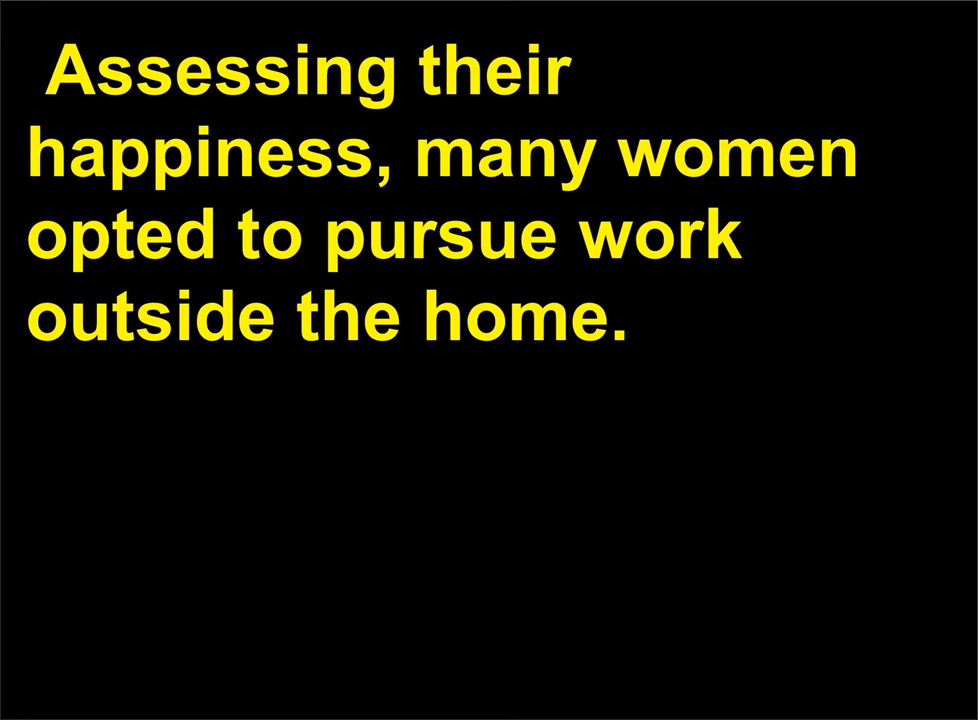 Assessing their
happiness, many women
opted to pursue work
outside the home.